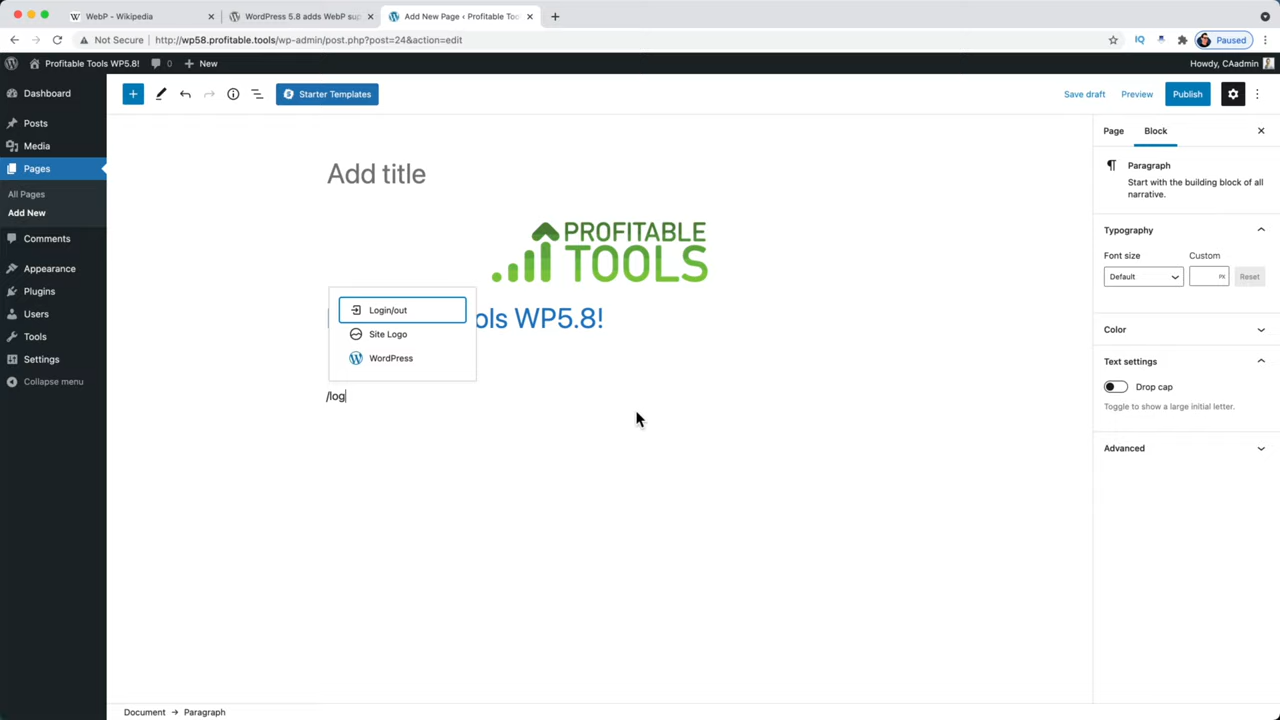 WebP - Wikipedia
WordPress 5.8 adds WebP sup
Add New Page ‹ Profitable Too
Not Secure
http://wp58.profitable.tools/wp-admin/post.php?post=24&action=edit
IQ
Paused
Profitable Tools WP5.8!
0
New
Howdy, CAadmin
Dashboard
Posts
Media
Pages
All Pages
Add New
Comments
Appearance
Plugins
Users
Tools
Settings
Collapse menu
Starter Templates
Save draft
Preview
Publish
Add title
PROFITABLE
TOOLS
ols WP5.8!
Login/out
Site Logo
WordPress
/log
Page
Block
Paragraph
Start with the building block of all
narrative.
Typography
Font size
Custom
Default
PX
Reset
Color
Text settings
Drop cap
Toggle to show a large initial letter.
Advanced
Document → Paragraph